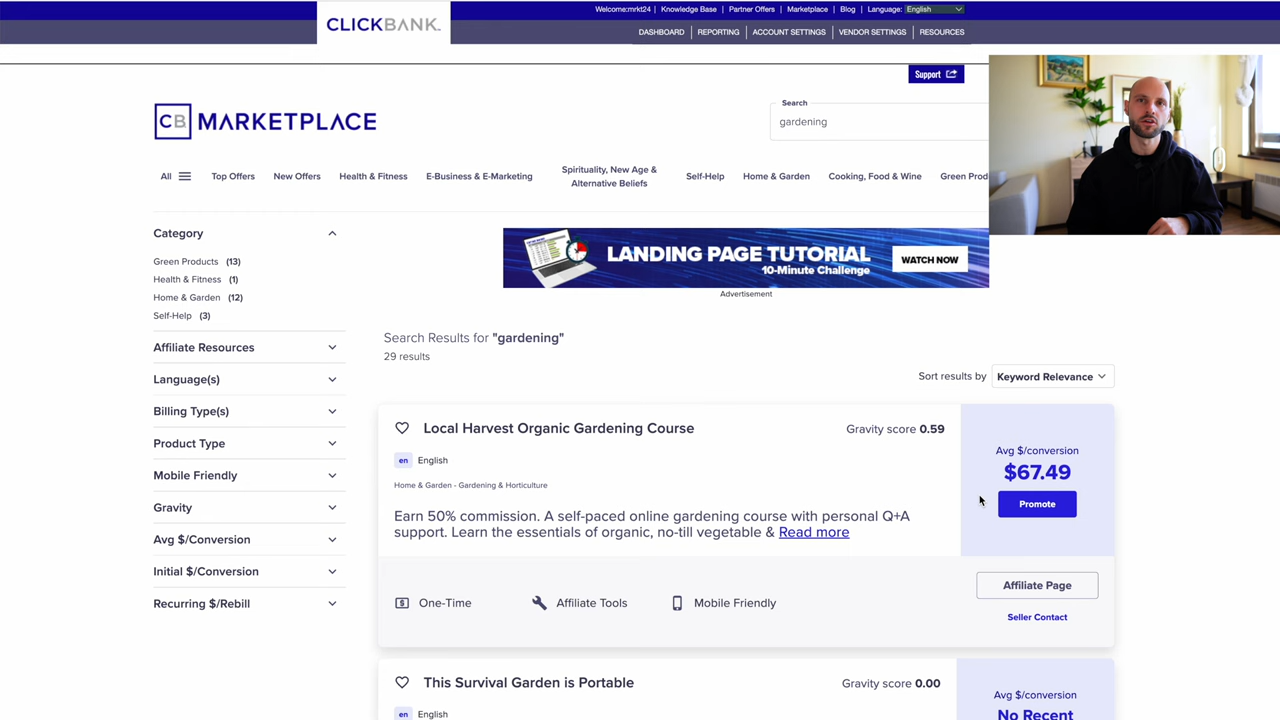 Welcome:mrkt24 | Knowledge Base | Partner Offers | Marketplace | Blog | Language: English
CLICKBANK.
DASHBOARD | REPORTING | ACCOUNT SETTINGS | VENDOR SETTINGS | RESOURCES
Support
CB MARKETPLACE
Search
gardening
All
Top Offers
New Offers
Health & Fitness
E-Business & E-Marketing
Spirituality, New Age &
Alternative Beliefs
Self-Help
Home & Garden
Cooking, Food & Wine
Green Prod
Category
Green Products (13)
Health & Fitness (1)
Home & Garden (12)
Self-Help (3)
Affiliate Resources
Language(s)
Billing Type(s)
Product Type
Mobile Friendly
Gravity
Avg $/Conversion
Initial $/Conversion
Recurring $/Rebill
LANDING PAGE TUTORIAL
10-Minute Challenge
WATCH NOW
Advertisement
Search Results for "gardening"
29 results
Sort results by Keyword Relevance
Local Harvest Organic Gardening Course
Gravity score 0.59
en English
Home & Garden - Gardening & Horticulture
Earn 50% commission. A self-paced online gardening course with personal Q+A
support. Learn the essentials of organic, no-till vegetable & Read more
Avg $/conversion
$67.49
Promote
One-Time
Affiliate Tools
Mobile Friendly
Affiliate Page
Seller Contact
This Survival Garden is Portable
Gravity score 0.00
en English
Avg $/conversion
No Recent